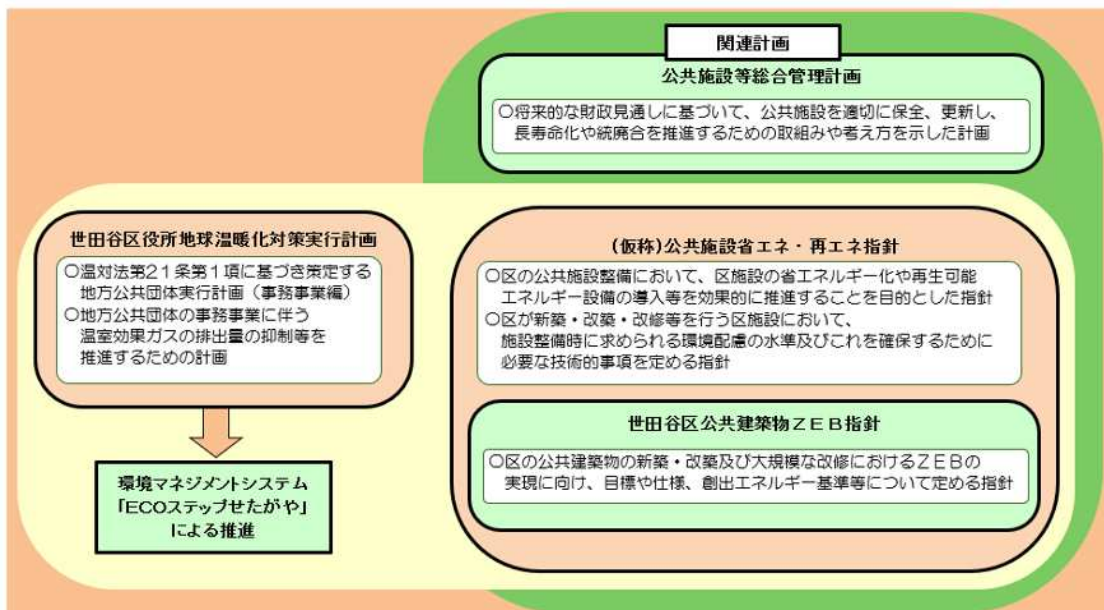 関連計画
公共施設等総合管理計画
○将来的な財政見通しに基づいて、公共施設を適切に保全、更新し、
長寿命化や統廃合を推進するための取組みや考え方を示した計画
世田谷区役所地球温暖化対策実行計画
○温対法第21条第1項に基づき策定する
地方公共団体実行計画（事務事業編）
○地方公共団体の事務事業に伴う
温室効果ガスの排出量の抑制等を
推進するための計画
環境マネジメントシステム
「ECOステップせたがや」
による推進
(仮称)公共施設省エネ・再エネ指針
○区の公共施設整備において、区施設の省エネルギー化や再生可能
エネルギー設備の導入等を効果的に推進することを目的とした指針
○区が新築・改築・改修等を行う区施設において、
施設整備時に求められる環境配慮の水準及びこれを確保するために
必要な技術的事項を定める指針
世田谷区公共建築物ＺＥＢ指針
○区の公共建築物の新築・改築及び大規模な改修におけるＺＥＢの
実現に向け、目標や仕様、創出エネルギー基準等について定める指針